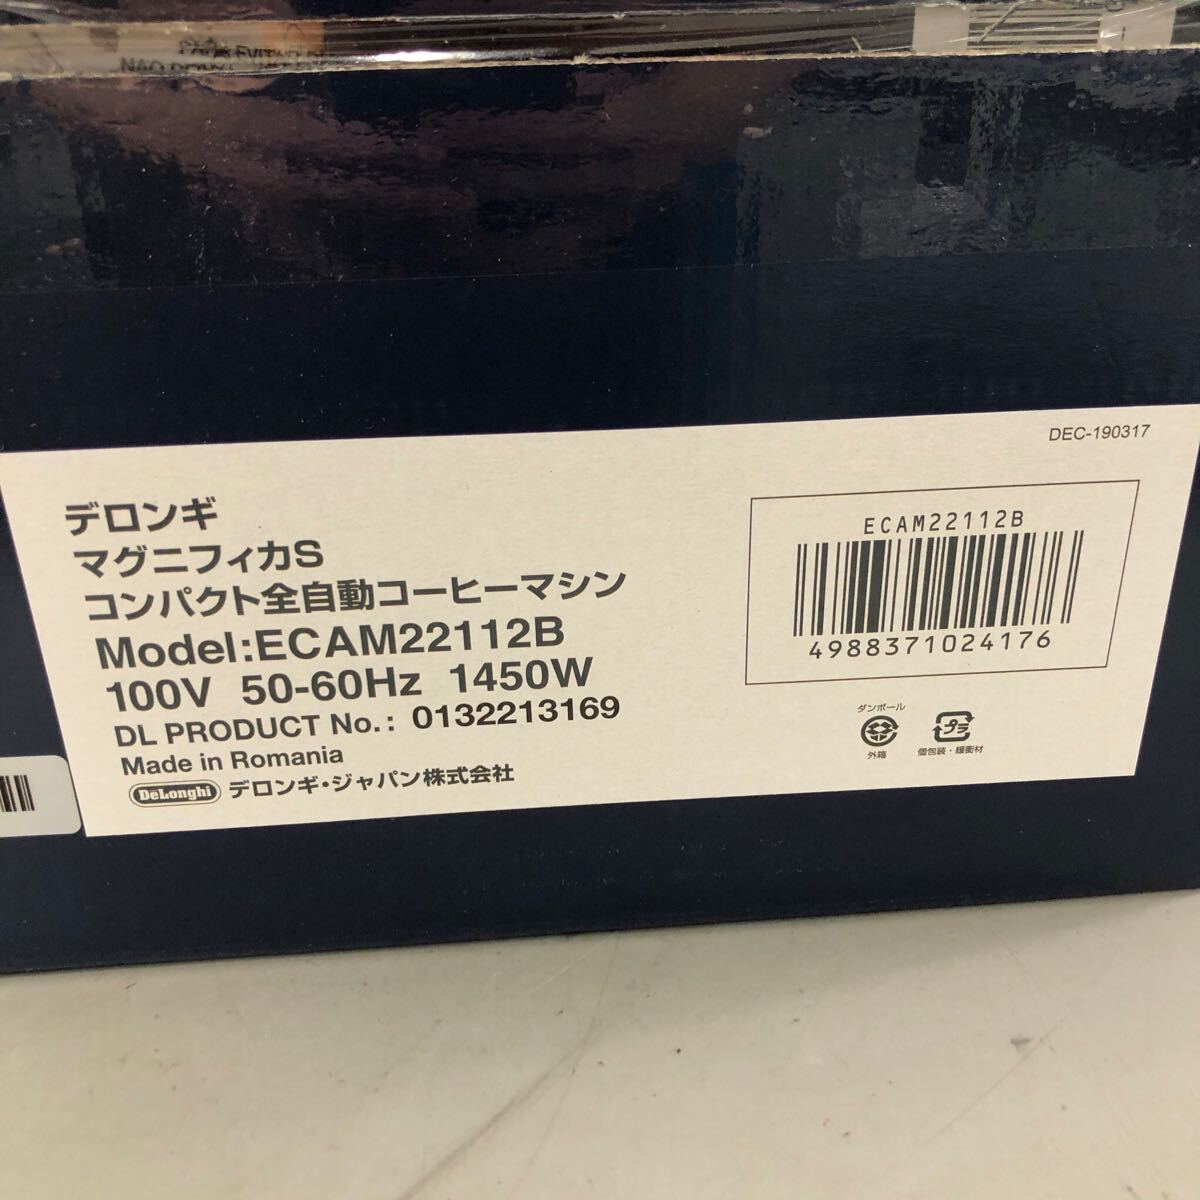 DEC-190317
デロンギ
マグニフィカS
コンパクト全自動コーヒーマシン
Model:ECAM22112B
100V 50-60Hz 1450W
DL PRODUCT No.: 0132213169
Made in Romania
DeLonghi デロンギ・ジャパン株式会社
ECAM22112B
4988371024176
ダンボール
外箱
プラ
個包装・緩衝材